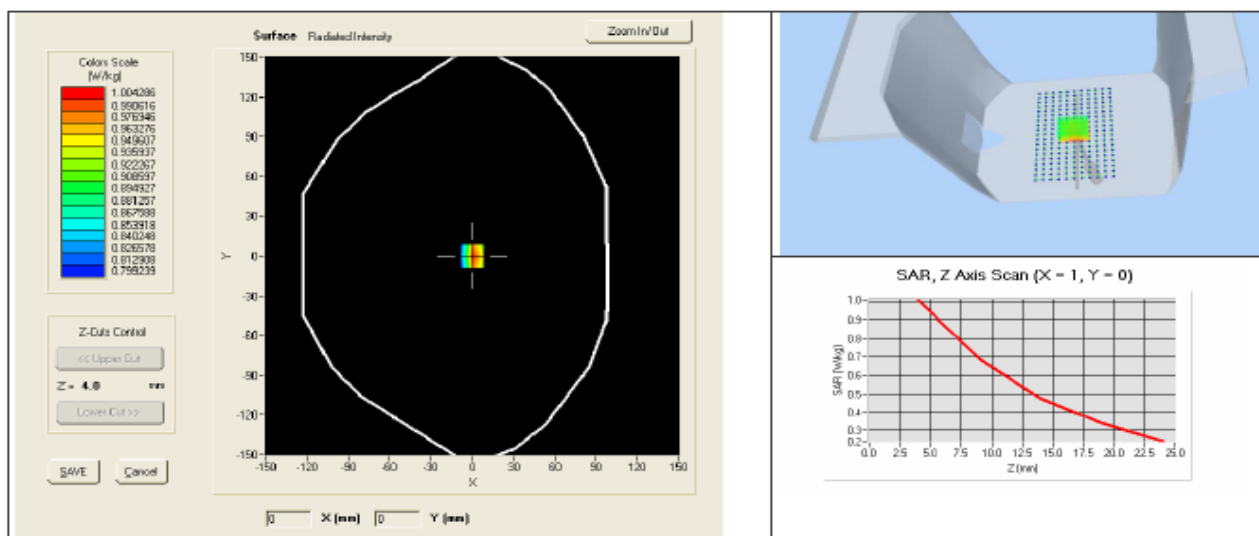 Surface Radiated Intensity
Zoom In/Out
Colors Scale
(W/kg)
1.004286
0.990616
0.976946
0.963276
0.949607
0.935937
0.922267
0.908597
0.894927
0.881257
0.867588
0.853918
0.840248
0.826578
0.812908
0.799239
Z-Cuts Control
<< Upper Cut
Z = 4.0 mm
Lower Cut >>
SAVE Cancel
150-
120-
90-
60-
30-
Y 0-
-30-
-60-
-90-
-120-
-150-
-150 -120 -90 -60 -30 0 30 60 90 120 150
X
0 X (mm) 0 Y (mm)
SAR, Z Axis Scan (X = 1, Y = 0)
SAR (W/kg)
1.0-
0.9-
0.8-
0.7-
0.6-
0.5-
0.4-
0.3-
0.2-
0.0 2.5 5.0 7.5 10.0 12.5 15.0 17.5 20.0 22.5 25.0
Z (mm)